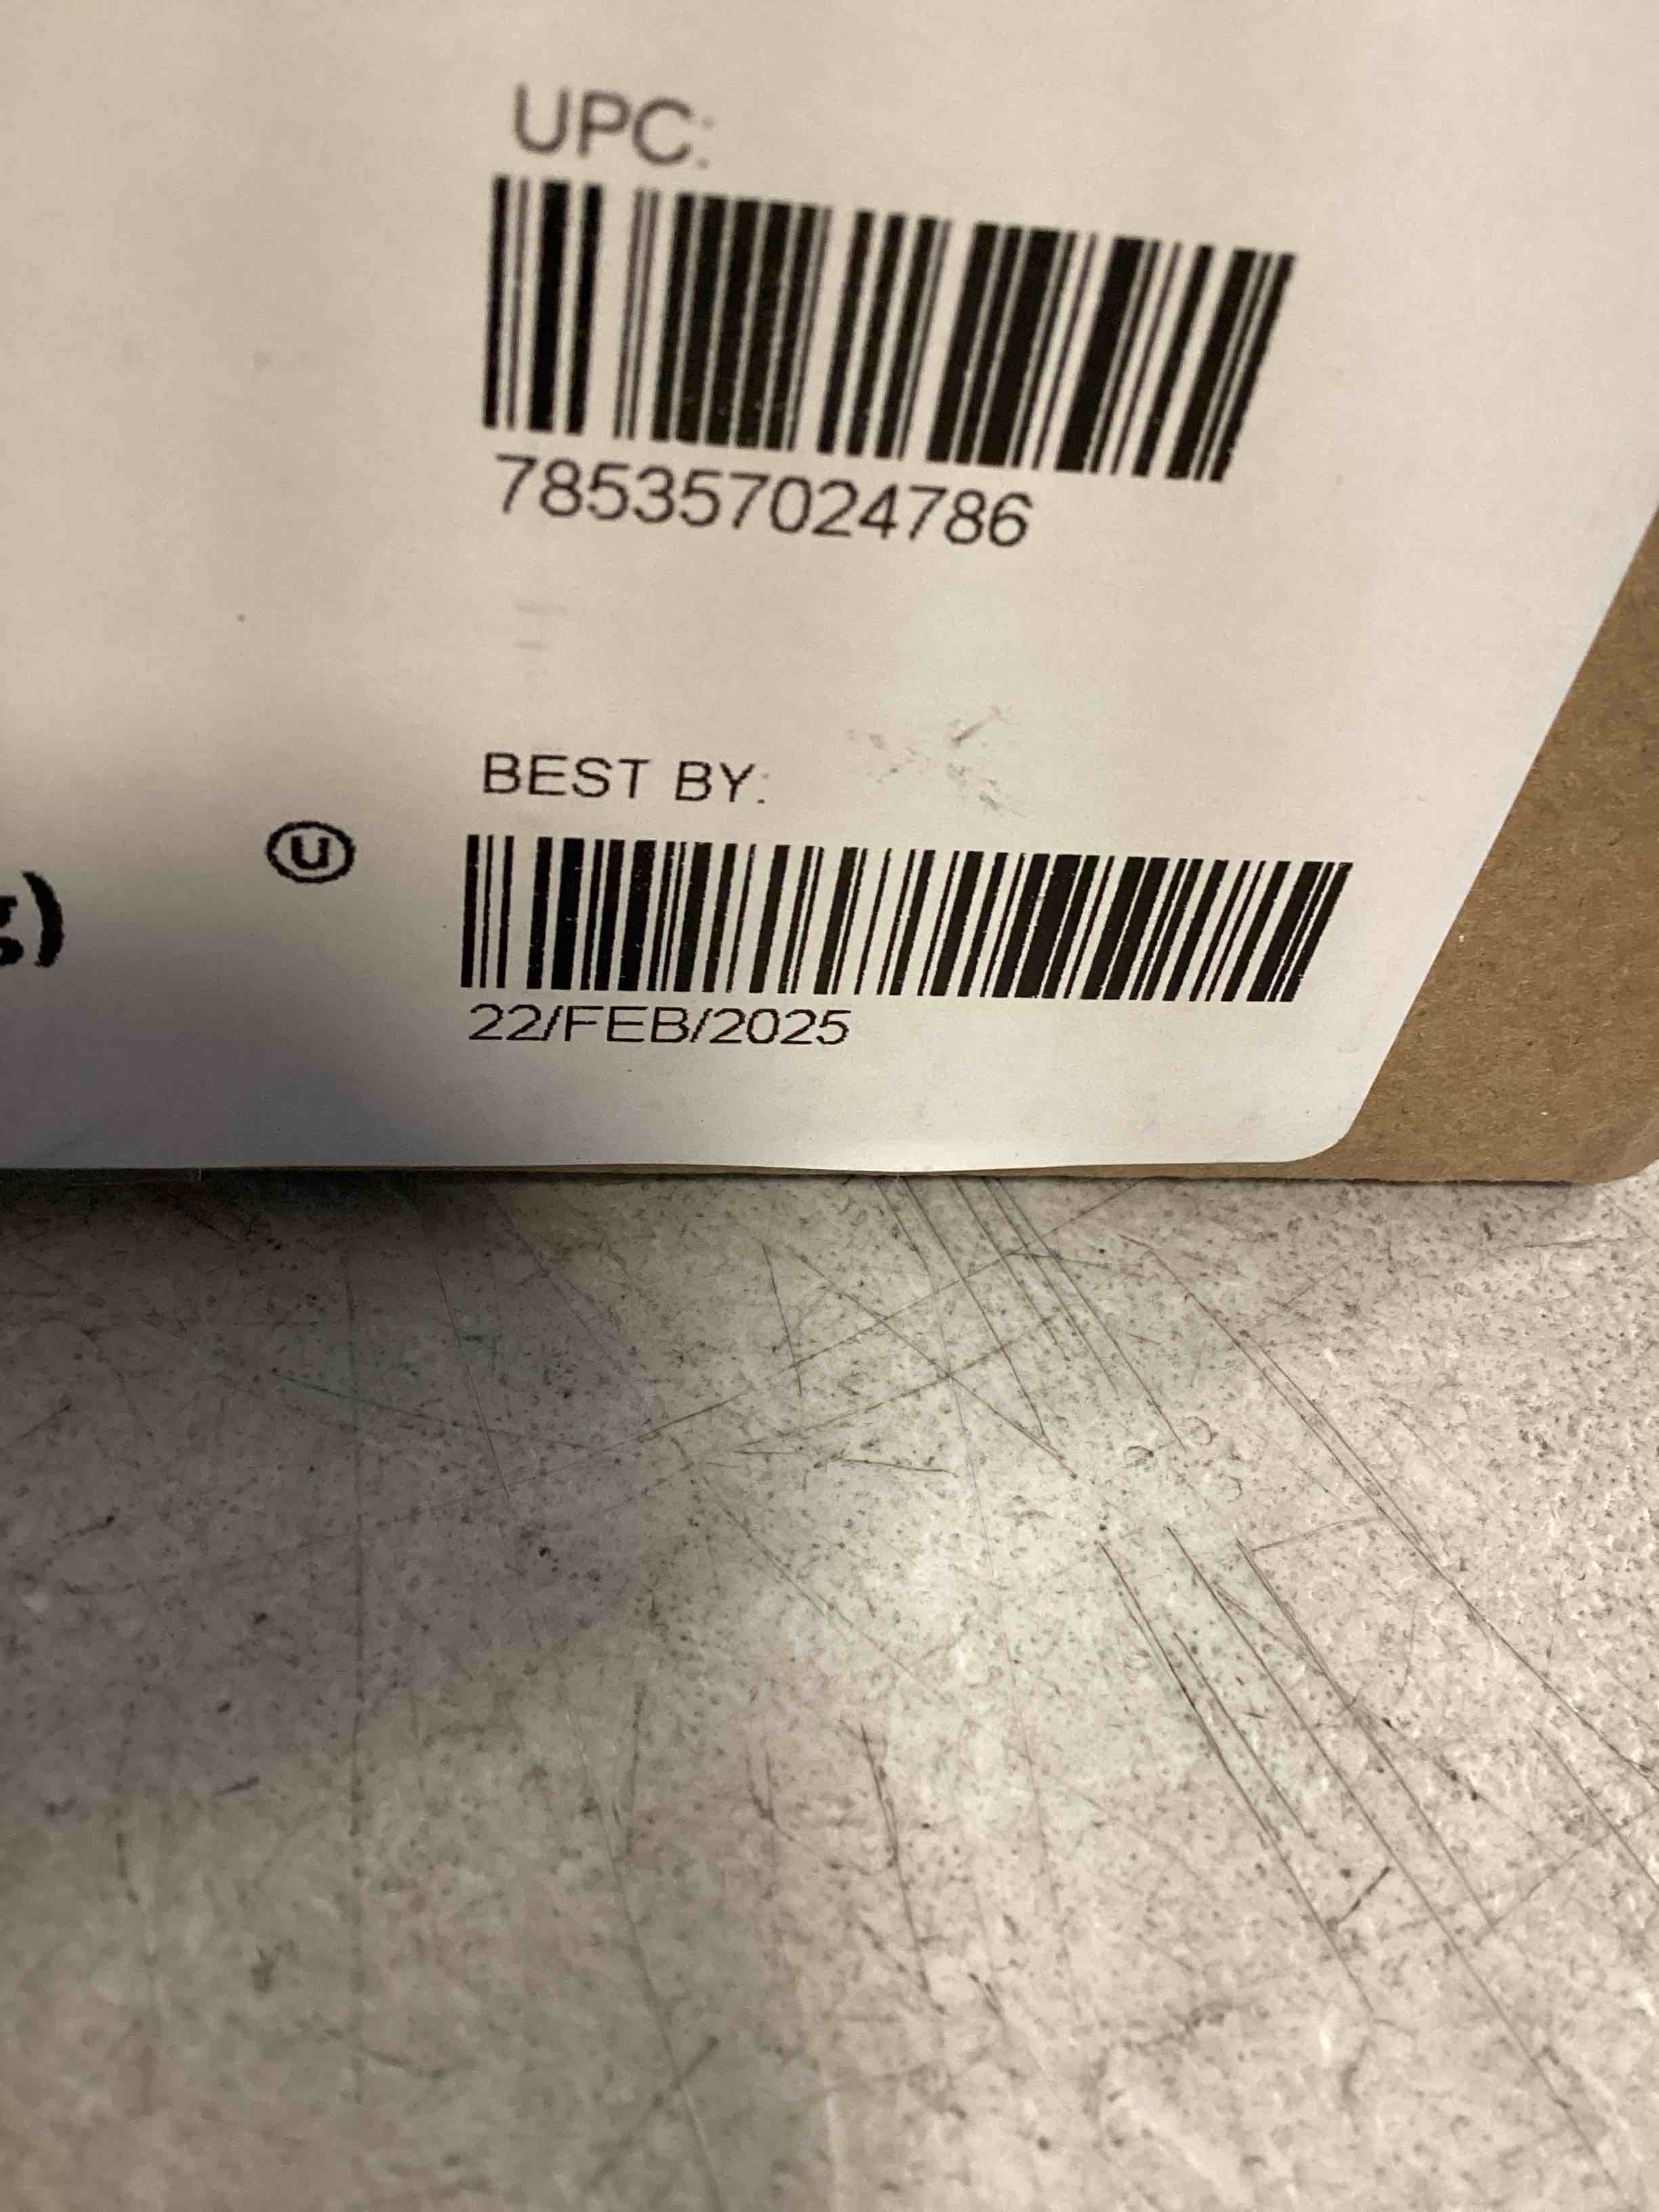 UPC:
785357024786
BEST BY:
U
g)
22/FEB/2025